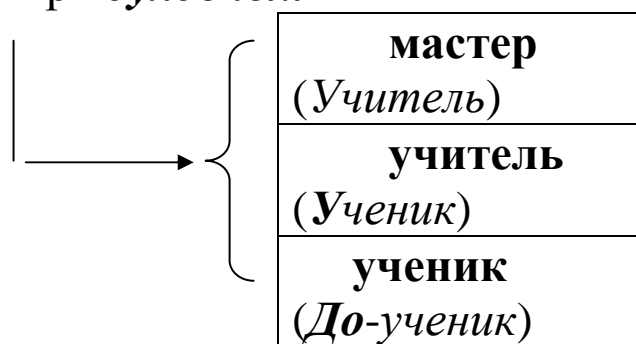 мастер
(Учитель)
учитель
(Ученик)
ученик
(До-ученик)